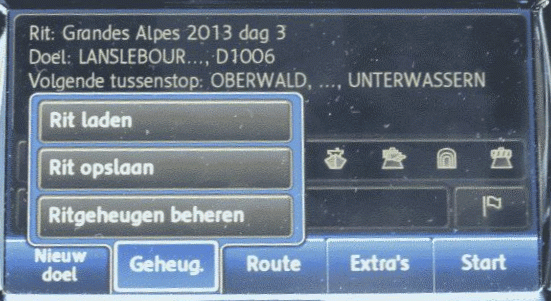 Rit: Grandes Alpes 2013 dag 3
Doel: LANSLEBOUR..., D1006
Volgende tussenstop: OBERWALD, ..., UNTERWASSERN
Rit laden
Rit opslaan
Ritgeheugen beheren
Nieuw doel
Geheug.
Route
Extra's
Start